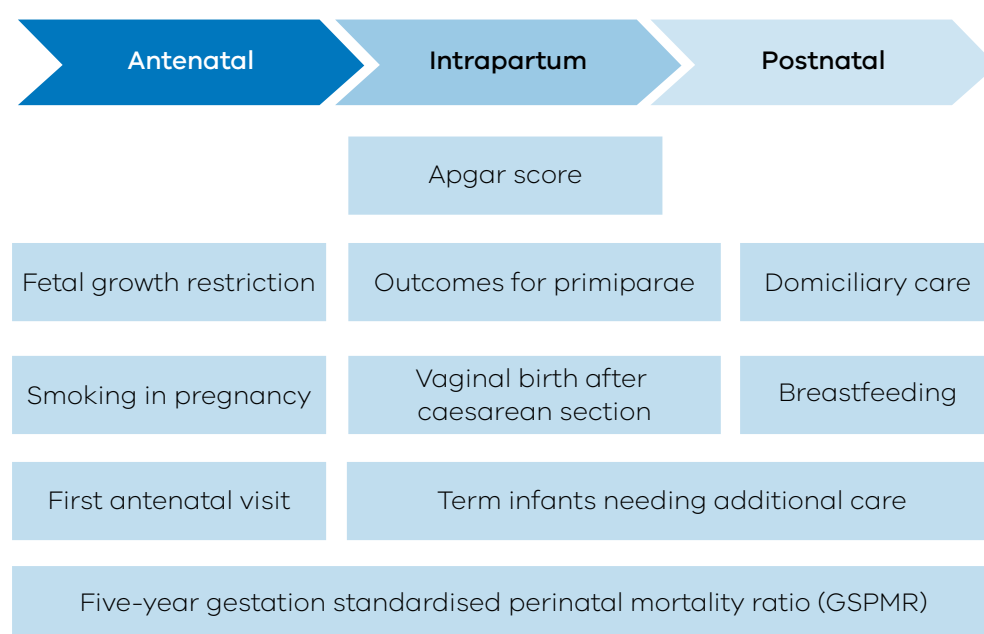 Antenatal
Intrapartum
Postnatal
Apgar score
Fetal growth restriction
Outcomes for primiparae
Domiciliary care
Smoking in pregnancy
Vaginal birth after
caesarean section
Breastfeeding
First antenatal visit
Term infants needing additional care
Five-year gestation standardised perinatal mortality ratio (GSPMR)